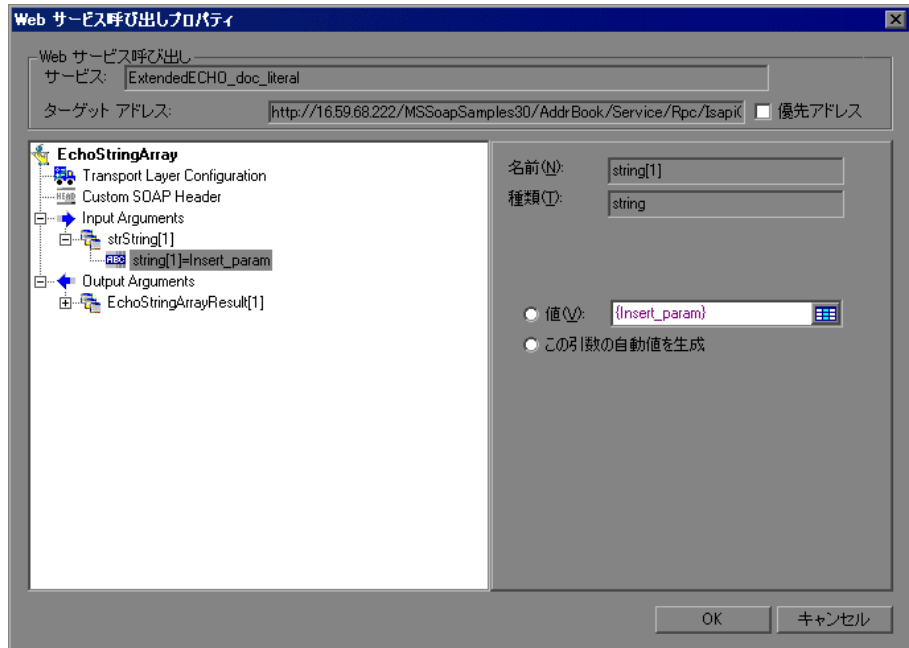 Web サービス呼び出しプロパティ
Web サービス呼び出し
サービス: ExtendedECHO_doc_literal
ターゲット アドレス: http://16.59.68.222/MSSoapSamples30/AddrBook/Service/Rpc/IsapiC 優先アドレス
EchoStringArray
Transport Layer Configuration
HEAD Custom SOAP Header
Input Arguments
strString[1]
ABC string[1]=Insert_param
Output Arguments
EchoStringArrayResult[1]
名前(N): string[1]
種類(T): string
値(V): {Insert_param}
この引数の自動値を生成
OK キャンセル